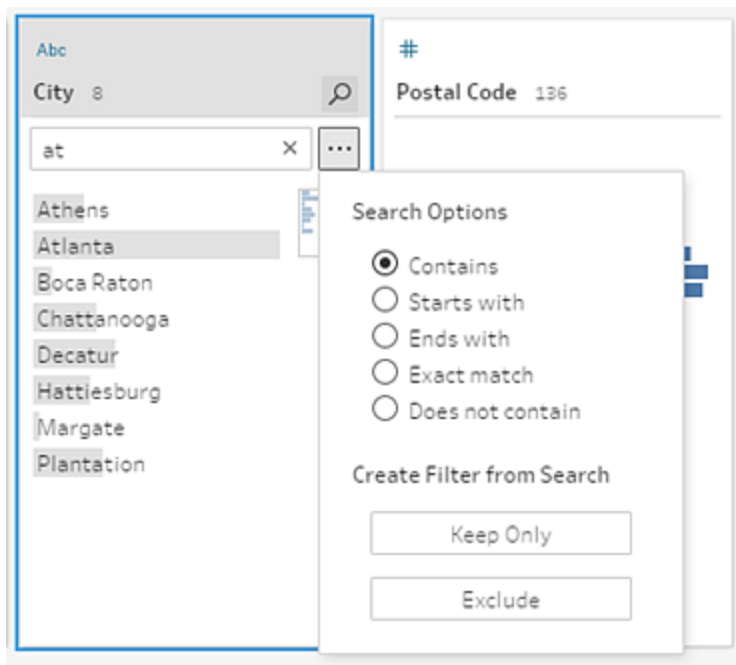 Abc
City 8
at
Athens
Atlanta
Boca Raton
Chattanooga
Decatur
Hattiesburg
Margate
Plantation
#
Postal Code 136
Search Options
Contains
Starts with
Ends with
Exact match
Does not contain
Create Filter from Search
Keep Only
Exclude